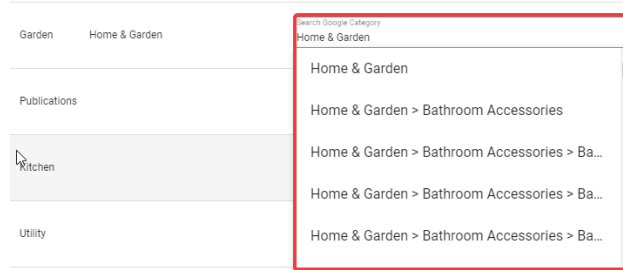 Garden Home & Garden
Search Google Category
Home & Garden
Home & Garden
Home & Garden > Bathroom Accessories
Publications
Home & Garden > Bathroom Accessories > Ba...
Kitchen
Home & Garden > Bathroom Accessories > Ba...
Utility
Home & Garden > Bathroom Accessories > Ba...